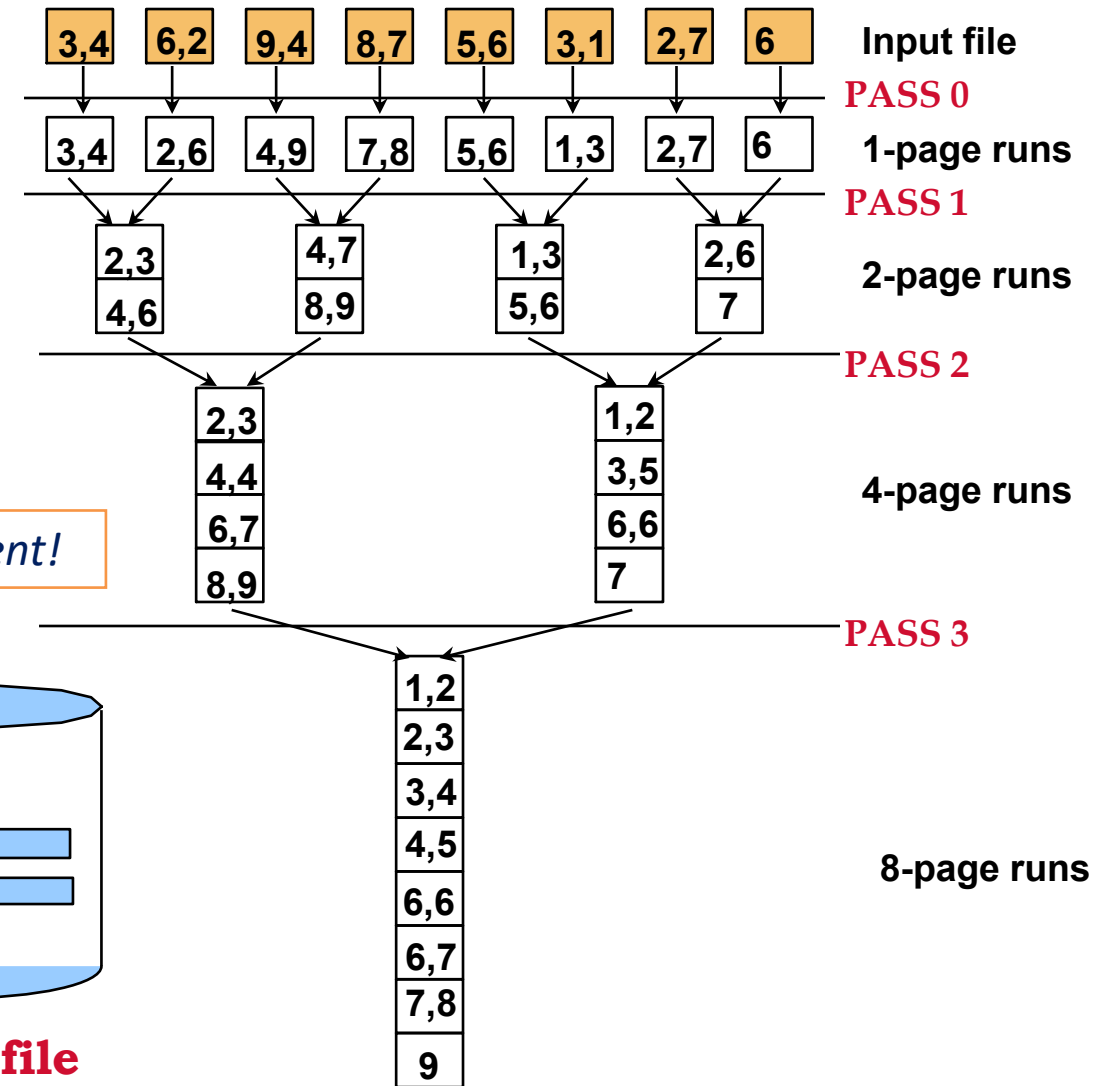 3,4 6,2 9,4 8,7 5,6 3,1 2,7 6 Input file
PASS 0
3,4 2,6 4,9 7,8 5,6 1,3 2,7 6 1-page runs
PASS 1
2,3 4,7 1,3 2,6
4,6 8,9 5,6 7
2-page runs
PASS 2
2,3 1,2
4,4 3,5
6,7 6,6
8,9 7
4-page runs
ent!
PASS 3
1,2
2,3
3,4
4,5
6,6
6,7
7,8
9
8-page runs
file